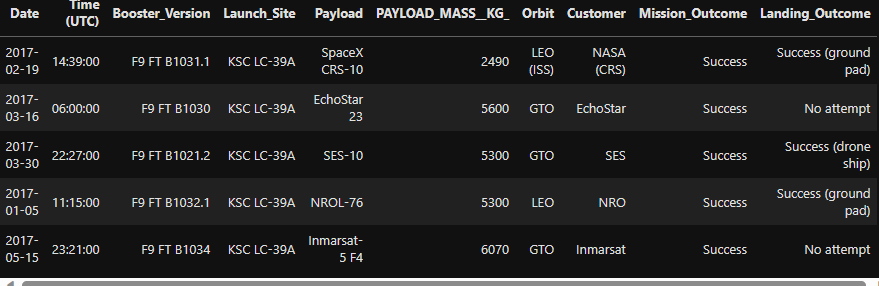 Date Time (UTC) Booster_Version Launch_Site Payload PAYLOAD_MASS__KG_ Orbit Customer Mission_Outcome Landing_Outcome
2017-02-19 14:39:00 F9 FT B1031.1 KSC LC-39A SpaceX CRS-10 2490 LEO (ISS) NASA (CRS) Success Success (ground pad)
2017-03-16 06:00:00 F9 FT B1030 KSC LC-39A EchoStar 23 5600 GTO EchoStar Success No attempt
2017-03-30 22:27:00 F9 FT B1021.2 KSC LC-39A SES-10 5300 GTO SES Success Success (drone ship)
2017-01-05 11:15:00 F9 FT B1032.1 KSC LC-39A NROL-76 5300 LEO NRO Success Success (ground pad)
2017-05-15 23:21:00 F9 FT B1034 KSC LC-39A Inmarsat-5 F4 6070 GTO Inmarsat Success No attempt